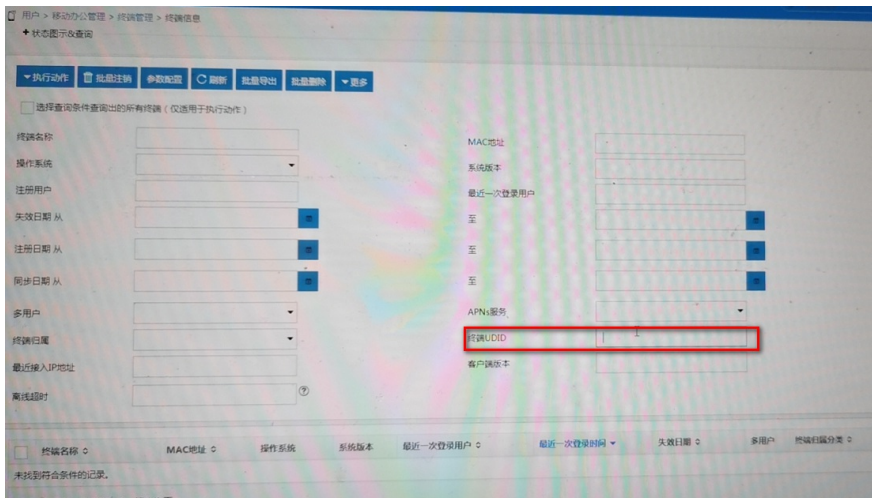 用户 > 移动办公管理 > 终端管理 > 终端信息
状态图示&查询
执行动作 批量注销 参数配置 刷新 批量导出 批量删除 更多
选择查询条件查询出的所有终端（仅适用于执行动作）
终端名称 MAC地址
操作系统 系统版本
注册用户 最近一次登录用户
失效日期 从 至
注册日期 从 至
同步日期 从 至
多用户 APNs服务
终端归属 终端UDID
最近接入IP地址 客户端版本
离线超时
终端名称 MAC地址 操作系统 系统版本 最近一次登录用户 最近一次登录时间 失效日期 多用户 终端归属分类
未找到符合条件的记录。